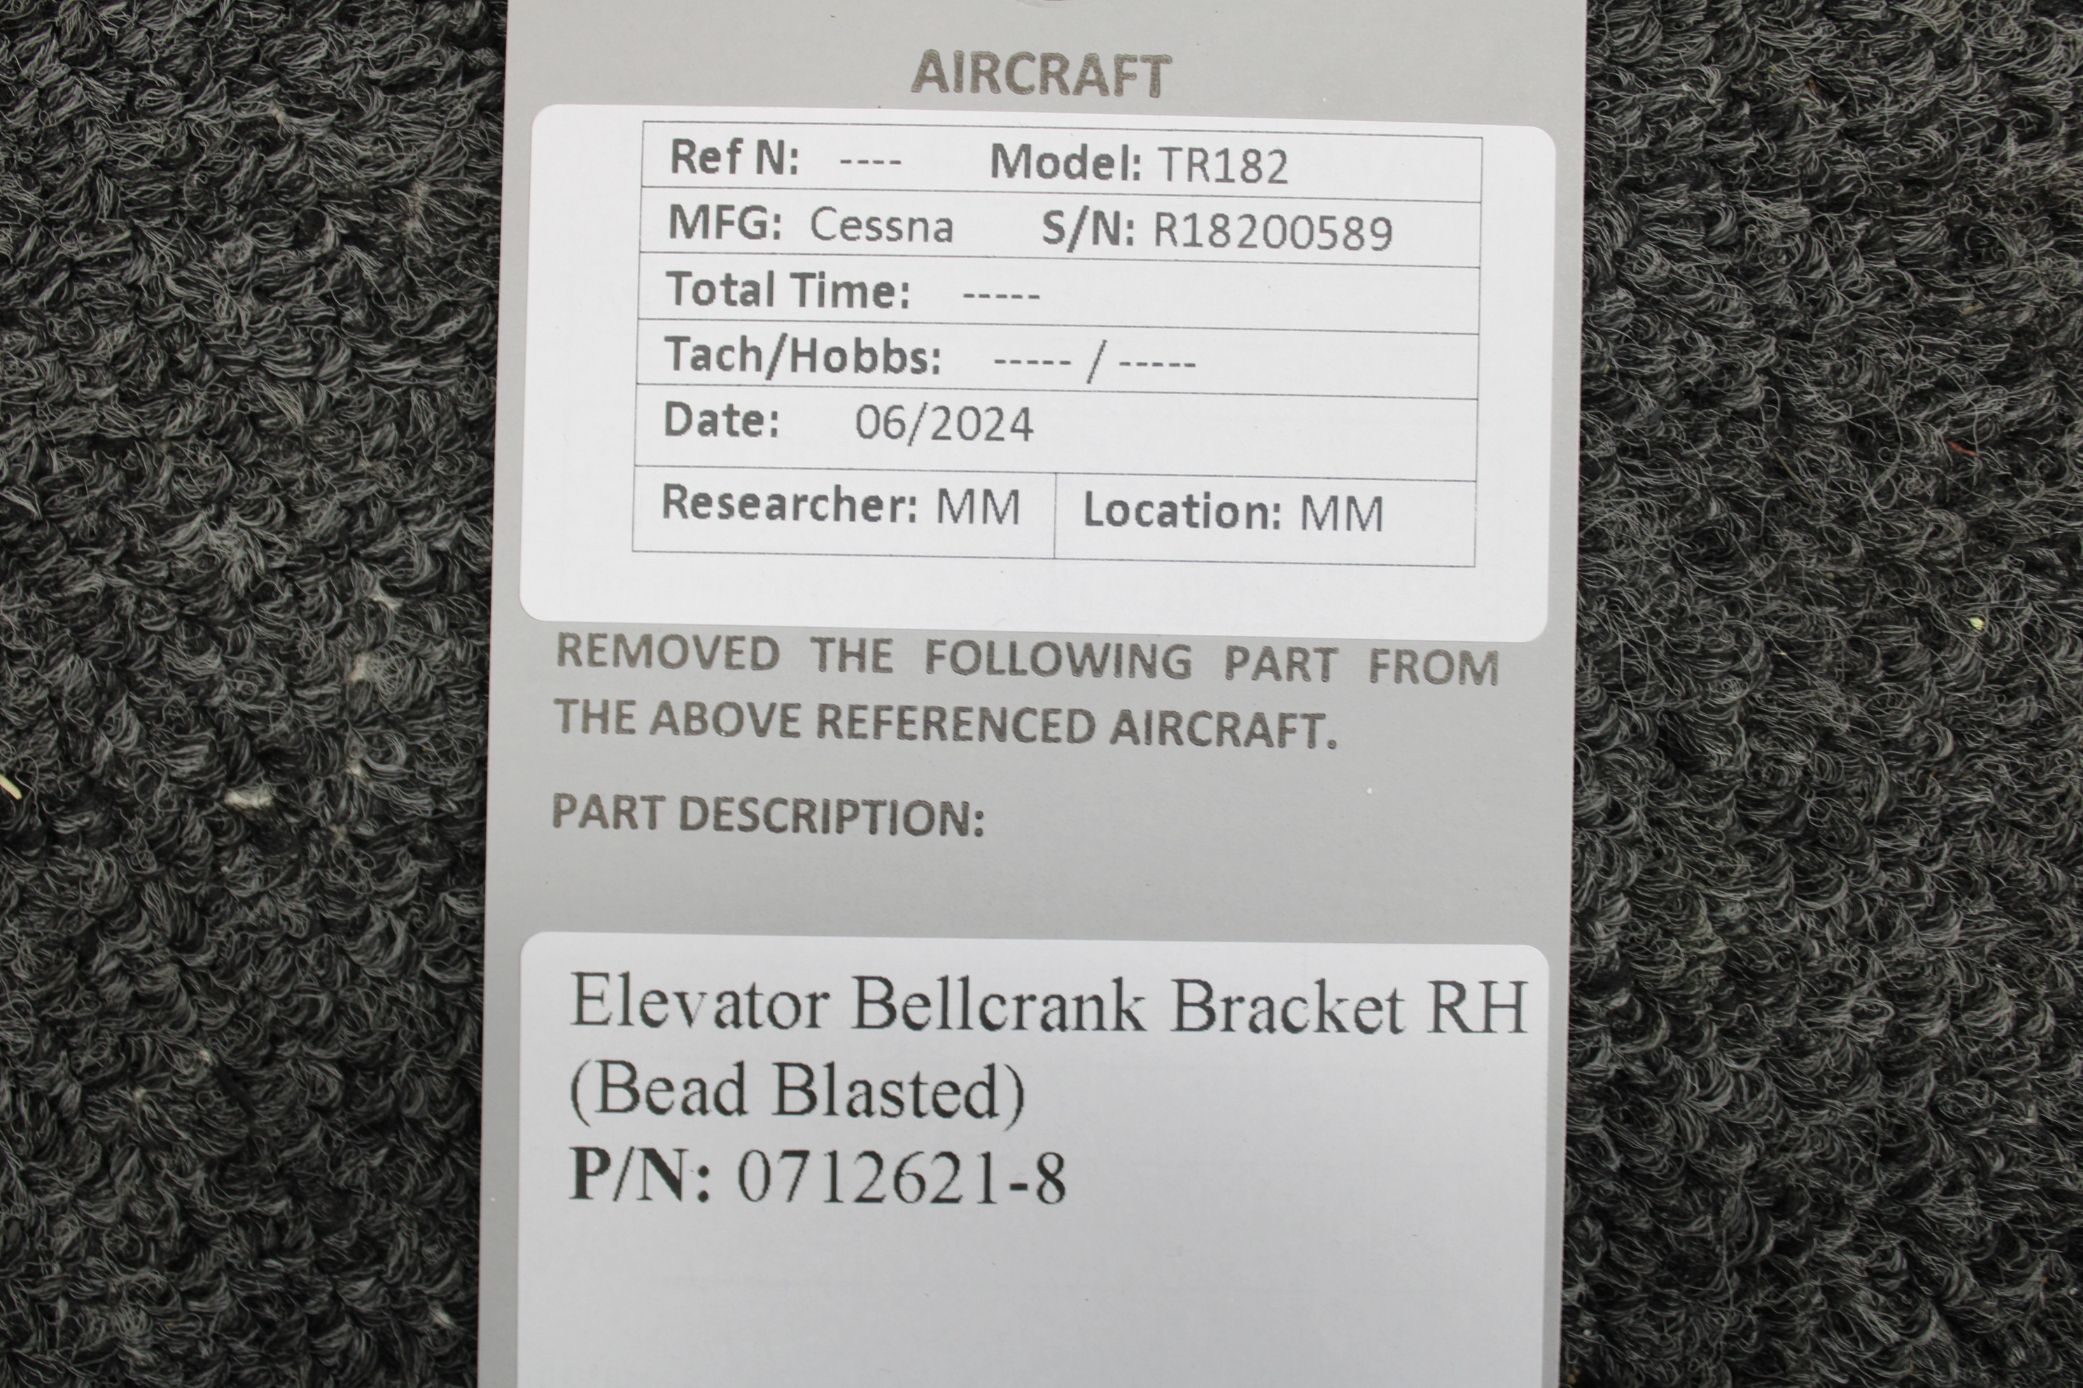 AIRCRAFT
Ref N: ---- Model: TR182
MFG: Cessna S/N: R18200589
Total Time: -----
Tach/Hobbs: ----- / -----
Date: 06/2024
Researcher: MM Location: MM
REMOVED THE FOLLOWING PART FROM
THE ABOVE REFERENCED AIRCRAFT.
PART DESCRIPTION:
Elevator Bellcrank Bracket RH
(Bead Blasted)
P/N: 0712621-8